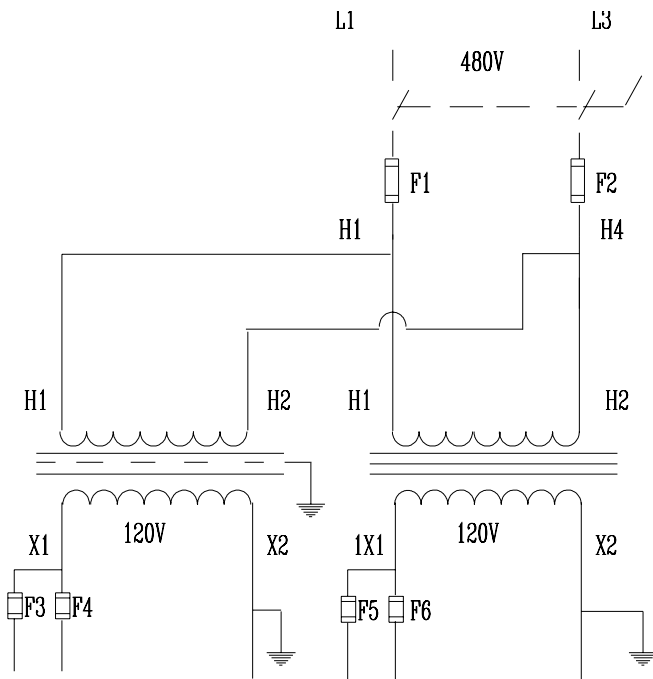 L1 L3
480V
F1 F2
H1 H4
H1 H2 H1 H2
120V 120V
X1 X2 1X1 X2
F3 F4 F5 F6